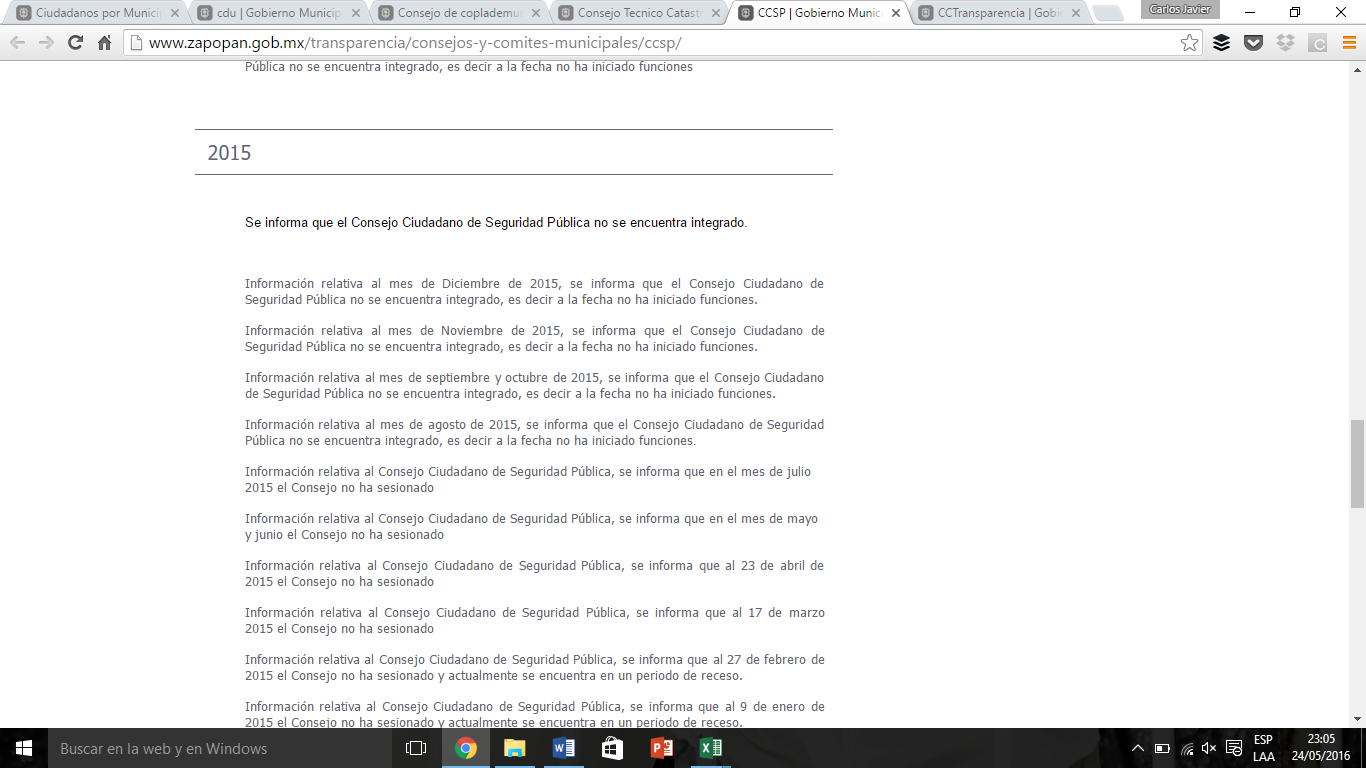 Ciudadanos por Munici
cdu | Gobierno Municip
Consejo de coplademu
Consejo Tecnico Catast
CCSP | Gobierno Munic
CCTransparencia | Gobi
Carlos Javier
www.zapopan.gob.mx/transparencia/consejos-y-comites-municipales/ccsp/
Pública no se encuentra integrado, es decir a la fecha no ha iniciado funciones
2015
Se informa que el Consejo Ciudadano de Seguridad Pública no se encuentra integrado.
Información relativa al mes de Diciembre de 2015, se informa que el Consejo Ciudadano de
Seguridad Pública no se encuentra integrado, es decir a la fecha no ha iniciado funciones.
Información relativa al mes de Noviembre de 2015, se informa que el Consejo Ciudadano de
Seguridad Pública no se encuentra integrado, es decir a la fecha no ha iniciado funciones.
Información relativa al mes de septiembre y octubre de 2015, se informa que el Consejo Ciudadano
de Seguridad Pública no se encuentra integrado, es decir a la fecha no ha iniciado funciones.
Información relativa al mes de agosto de 2015, se informa que el Consejo Ciudadano de Seguridad
Pública no se encuentra integrado, es decir a la fecha no ha iniciado funciones.
Información relativa al Consejo Ciudadano de Seguridad Pública, se informa que en el mes de julio
2015 el Consejo no ha sesionado
Información relativa al Consejo Ciudadano de Seguridad Pública, se informa que en el mes de mayo
y junio el Consejo no ha sesionado
Información relativa al Consejo Ciudadano de Seguridad Pública, se informa que al 23 de abril de
2015 el Consejo no ha sesionado
Información relativa al Consejo Ciudadano de Seguridad Pública, se informa que al 17 de marzo
2015 el Consejo no ha sesionado
Información relativa al Consejo Ciudadano de Seguridad Pública, se informa que al 27 de febrero de
2015 el Consejo no ha sesionado y actualmente se encuentra en un periodo de receso.
Información relativa al Consejo Ciudadano de Seguridad Pública, se informa que al 9 de enero de
2015 el Consejo no ha sesionado y actualmente se encuentra en un periodo de receso.
Buscar en la web y en Windows
ESP
LAA
23:05
24/05/2016